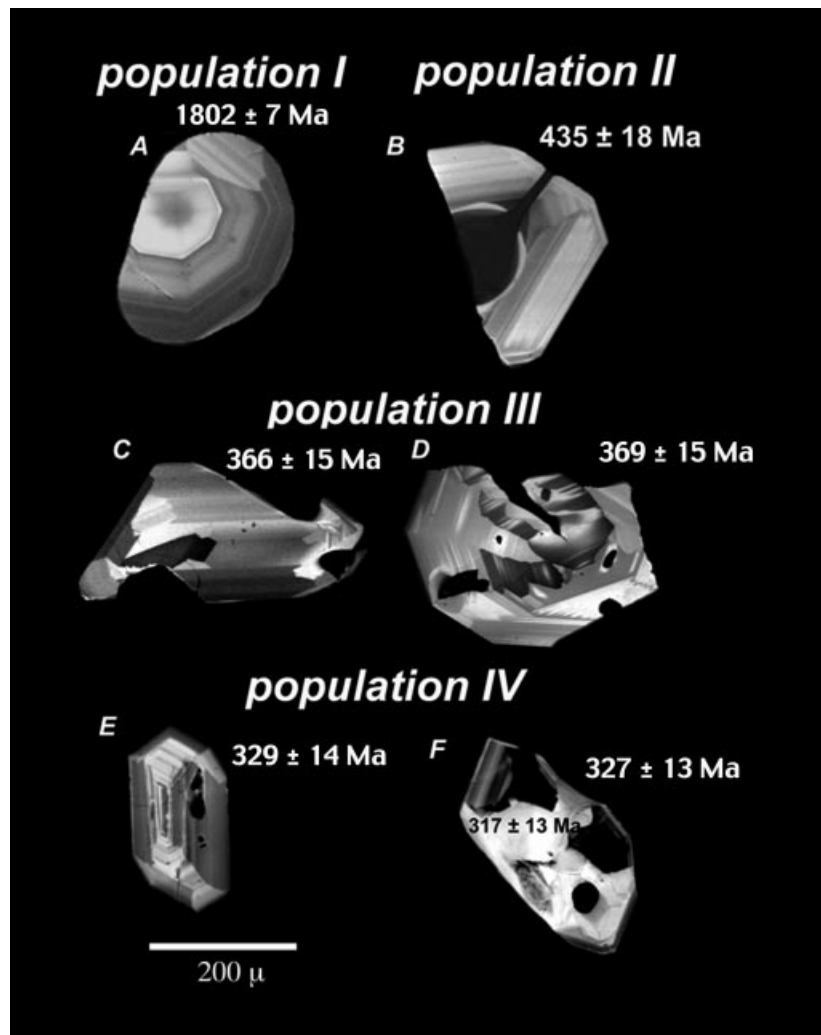 population I
population II
1802 ± 7 Ma
435 ± 18 Ma
A
B
population III
C
366 ± 15 Ma
D
369 ± 15 Ma
population IV
E
329 ± 14 Ma
F
327 ± 13 Ma
317 ± 13 Ma
200 μ